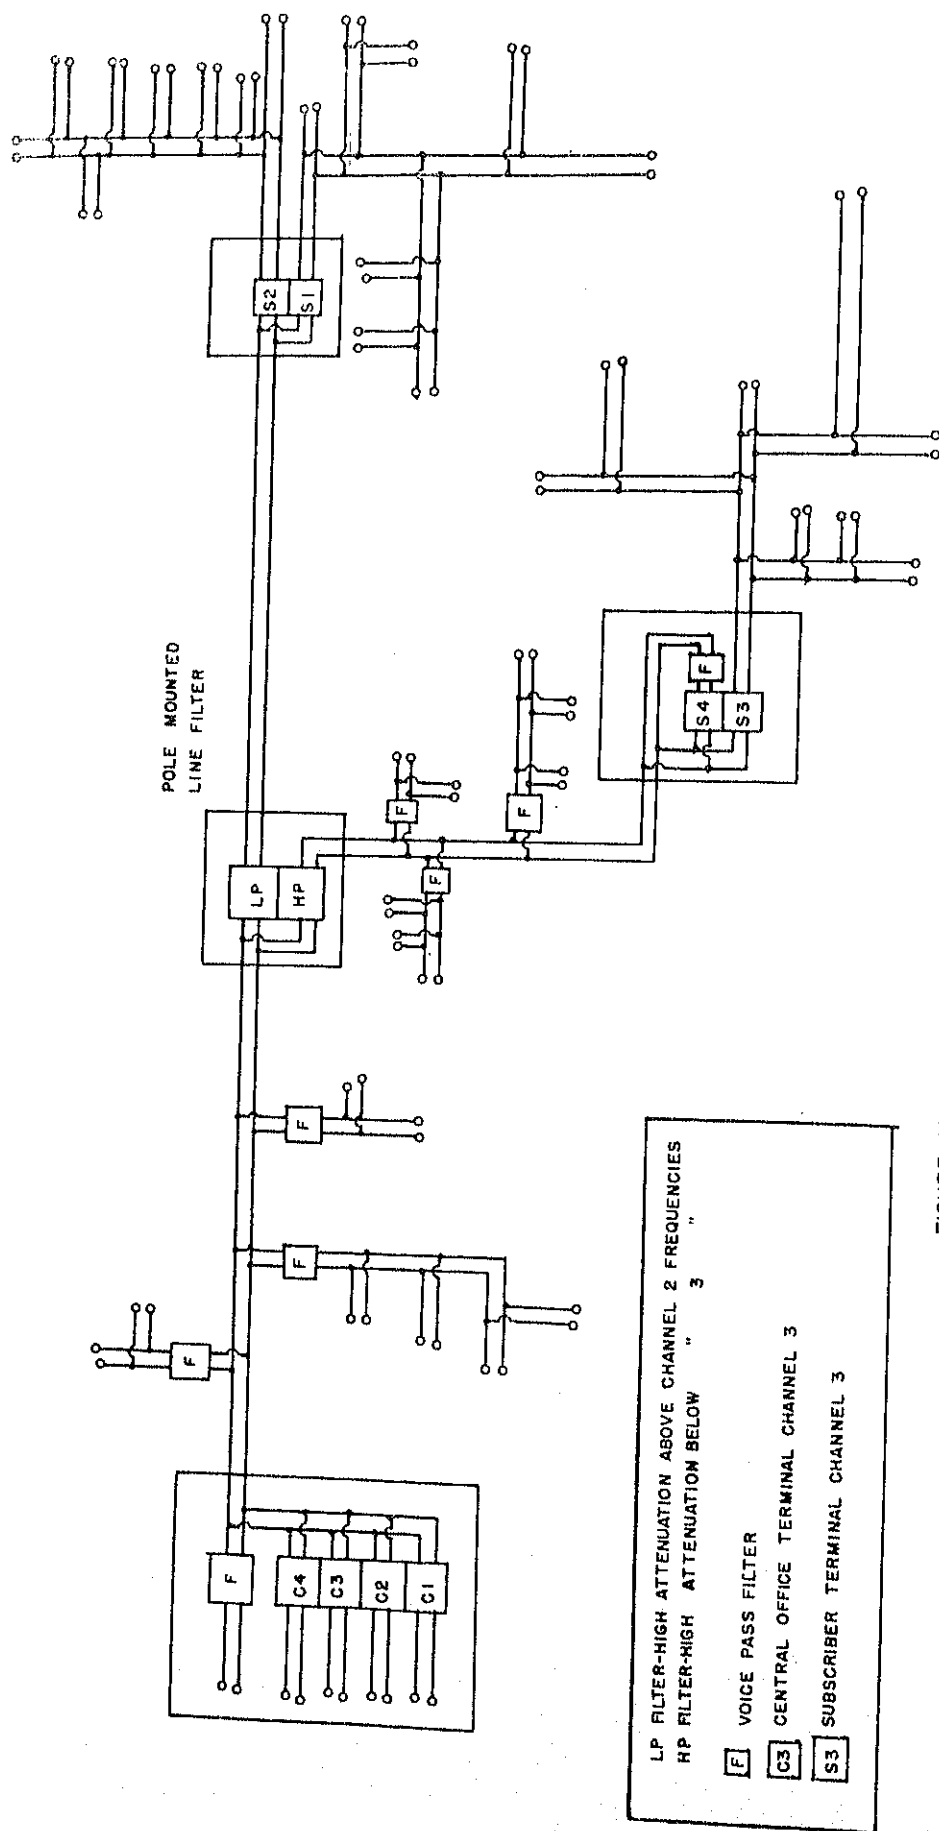 POLE MOUNTED
LINE FILTER
F
C4
C3
C2
C1
F
F
F
LP
HP
F
F
F
S2
S1
F
S4
S3
LP FILTER-HIGH ATTENUATION ABOVE CHANNEL 2 FREQUENCIES
HP FILTER-HIGH ATTENUATION BELOW " 3 "
F VOICE PASS FILTER
C3 CENTRAL OFFICE TERMINAL CHANNEL 3
S3 SUBSCRIBER TERMINAL CHANNEL 3